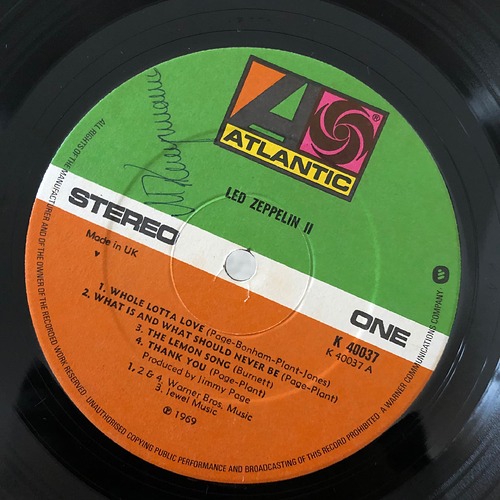 ATLANTIC
®
LED ZEPPELIN II
STEREO
ONE
Made in UK
K 40037
K 40037 A
1. WHOLE LOTTA LOVE (Page-Bonham-Plant-Jones)
2. WHAT IS AND WHAT SHOULD NEVER BE (Page-Plant)
3. THE LEMON SONG (Burnett)
4. THANK YOU (Page-Plant)
Produced by Jimmy Page
1, 2 & 4. Warner Bros. Music
3. Jewel Music
℗ 1969
ALL RIGHTS OF THE MANUFACTURER AND OF THE OWNER OF THE RECORDED WORK RESERVED. UNAUTHORISED COPYING PUBLIC PERFORMANCE AND BROADCASTING OF THIS RECORD PROHIBITED. A WARNER COMMUNICATIONS COMPANY.